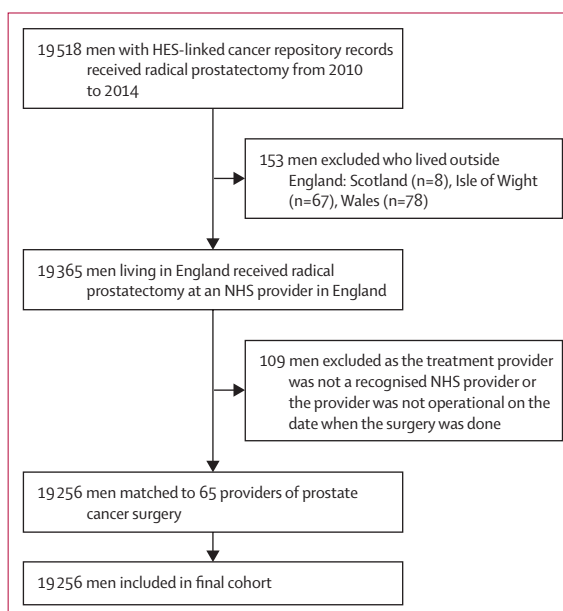 19 518 men with HES-linked cancer repository records
received radical prostatectomy from 2010
to 2014
153 men excluded who lived outside
England: Scotland (n=8), Isle of Wight
(n=67), Wales (n=78)
19 365 men living in England received radical
prostatectomy at an NHS provider in England
109 men excluded as the treatment provider
was not a recognised NHS provider or
the provider was not operational on the
date when the surgery was done
19 256 men matched to 65 providers of prostate
cancer surgery
19 256 men included in final cohort